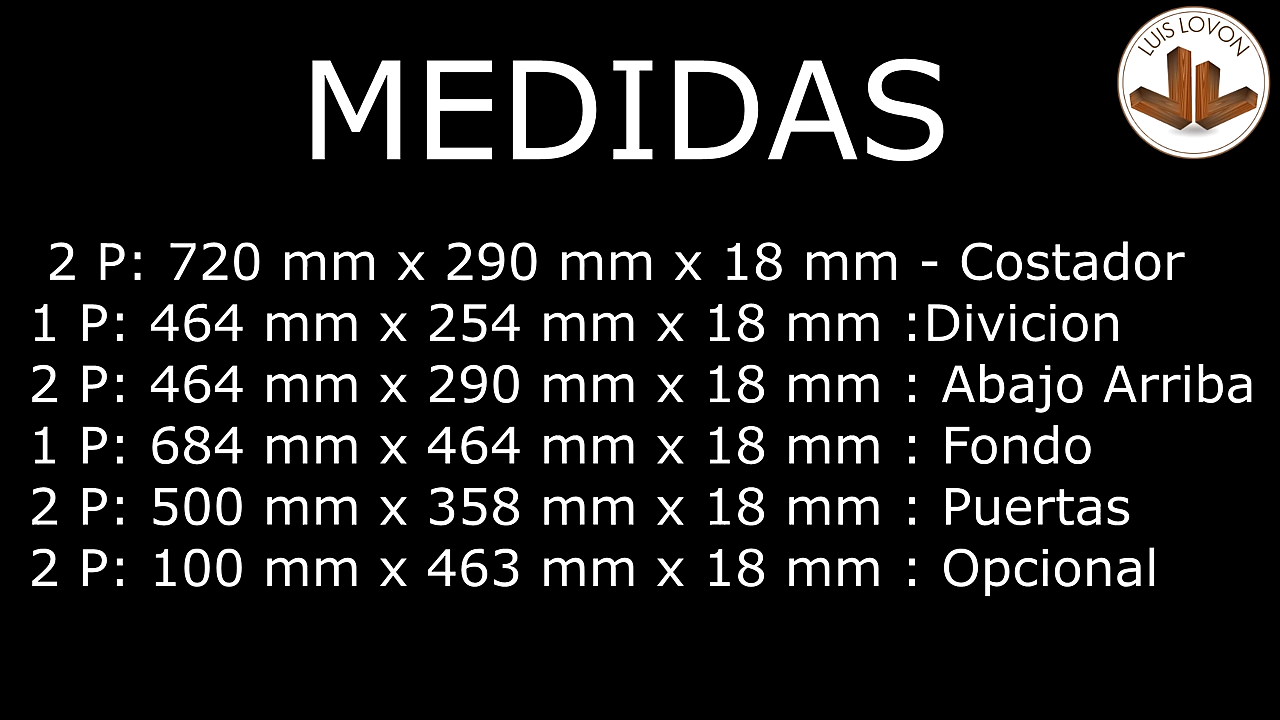 LUIS LOVON
MEDIDAS
2 P: 720 mm x 290 mm x 18 mm - Costador
1 P: 464 mm x 254 mm x 18 mm :Divicion
2 P: 464 mm x 290 mm x 18 mm : Abajo Arriba
1 P: 684 mm x 464 mm x 18 mm : Fondo
2 P: 500 mm x 358 mm x 18 mm : Puertas
2 P: 100 mm x 463 mm x 18 mm : Opcional